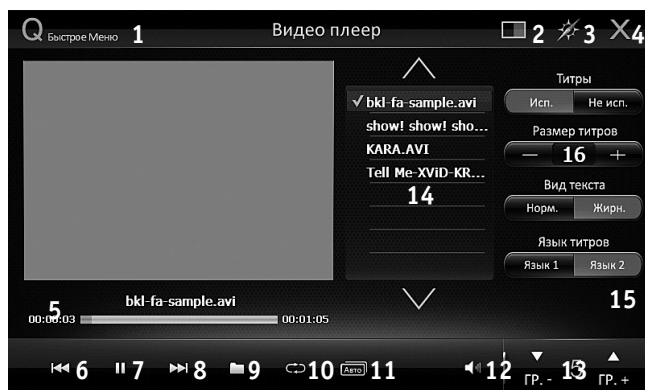 Q Быстрое Меню 1 Видео плеер 2 3 X 4
Титры
✓ bkl-fa-sample.avi Исп. Не исп.
show! show! sho...
Размер титров
KARA.AVI
— 16 +
Tell Me-XViD-KR...
Вид текста
14
Норм. Жирн.
Язык титров
Язык 1 Язык 2
bkl-fa-sample.avi
5 15
00:00:03 00:01:05
6 7 8 9 10 Авто 11 12 13
ГР. - ГР. +